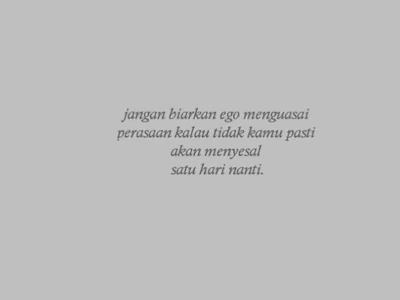 jangan biarkan ego menguasai
perasaan kalau tidak kamu pasti
akan menyesal
satu hari nanti.